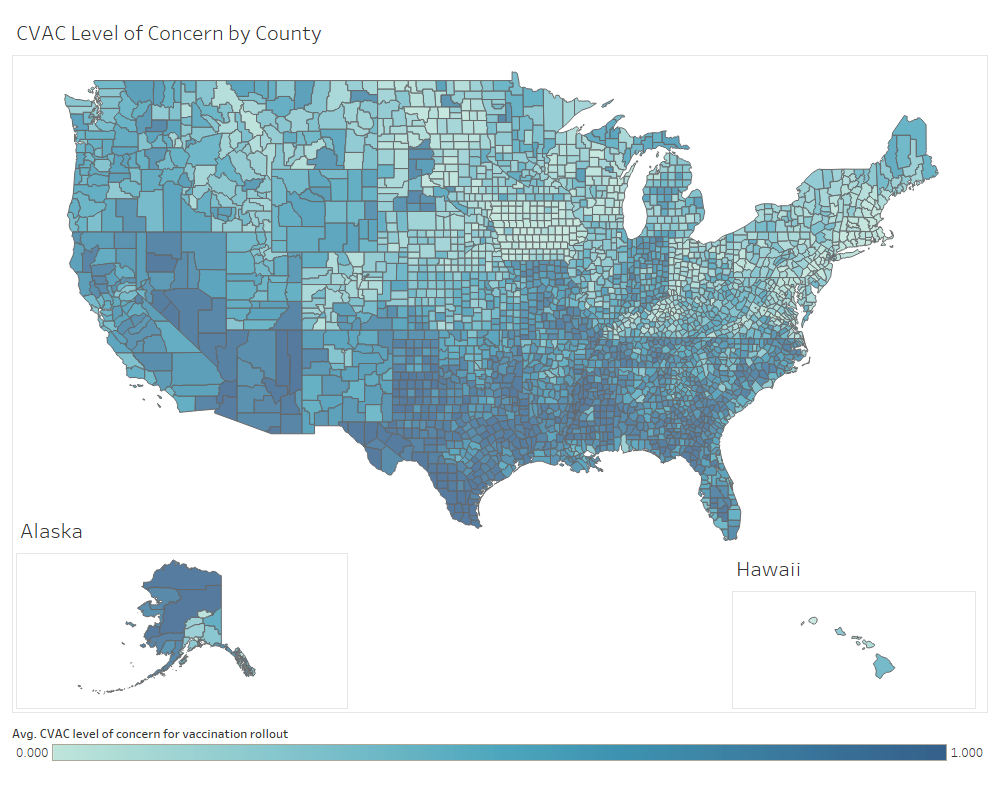 CVAC Level of Concern by County
Alaska
Hawaii
Avg. CVAC level of concern for vaccination rollout
0.000 1.000